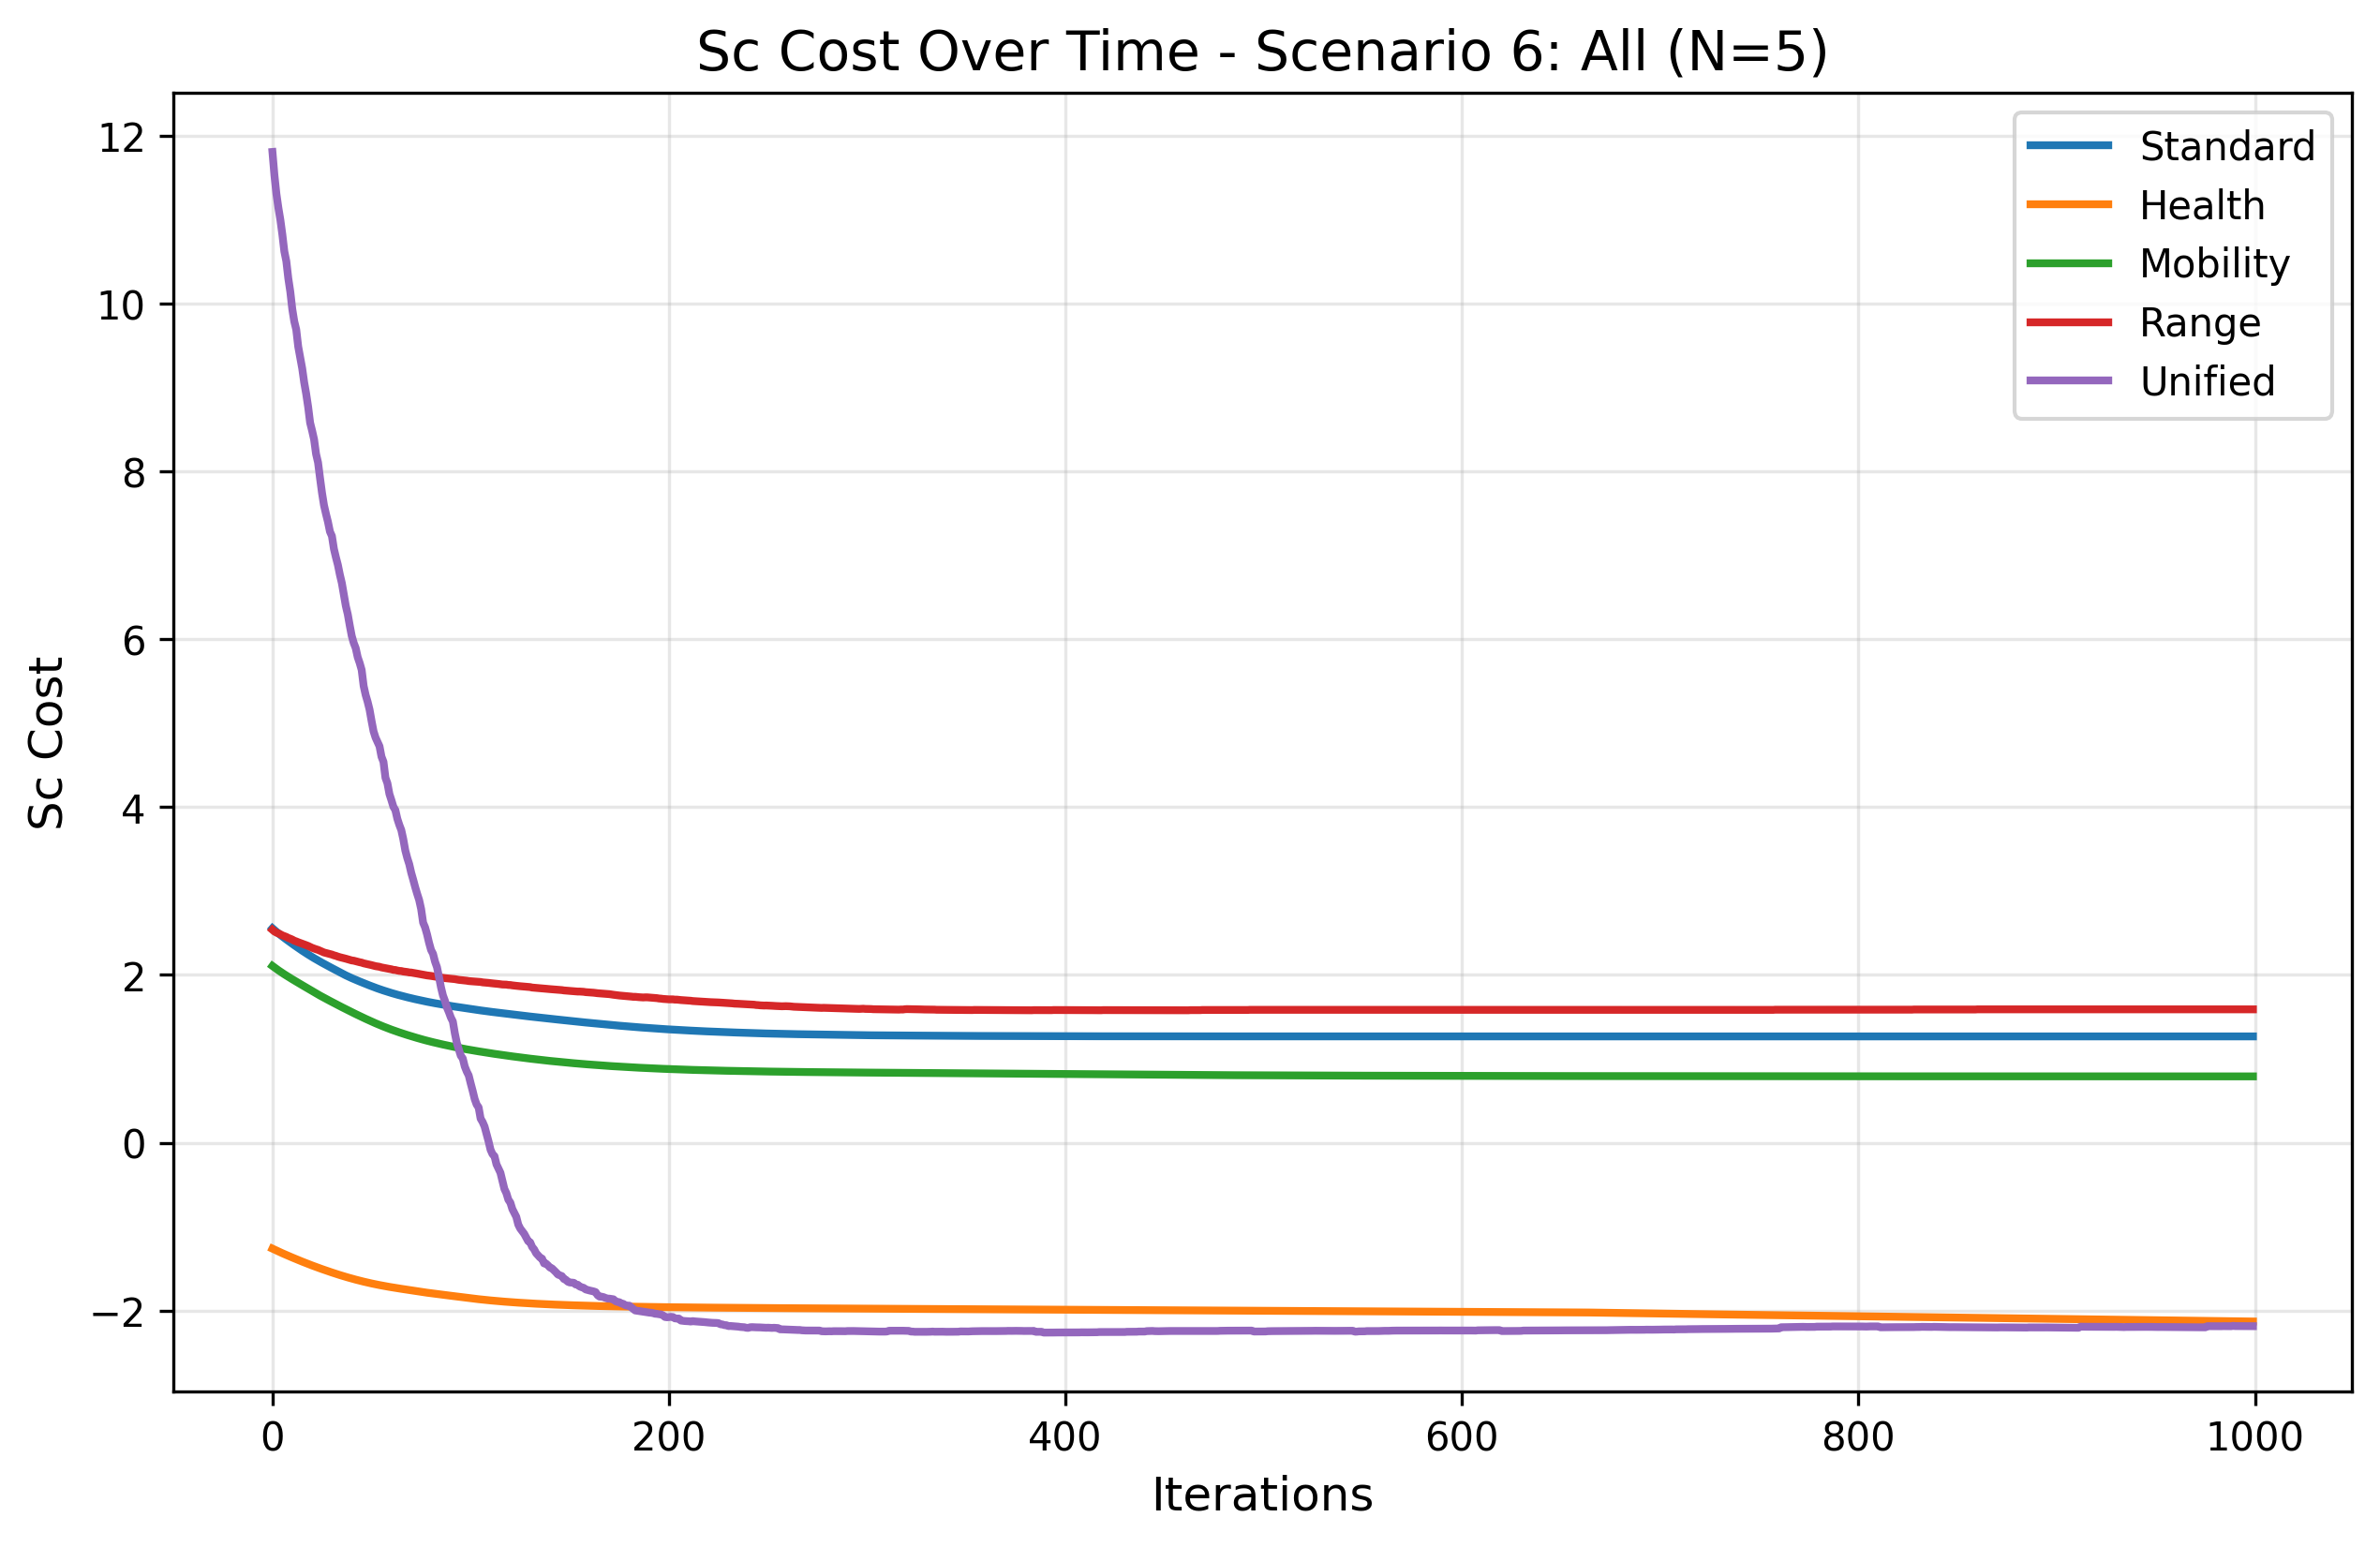 Sc Cost Over Time - Scenario 6: All (N=5)
12
10
8
6
4
2
0
−2
Sc Cost
Standard
Health
Mobility
Range
Unified
0 200 400 600 800 1000
Iterations